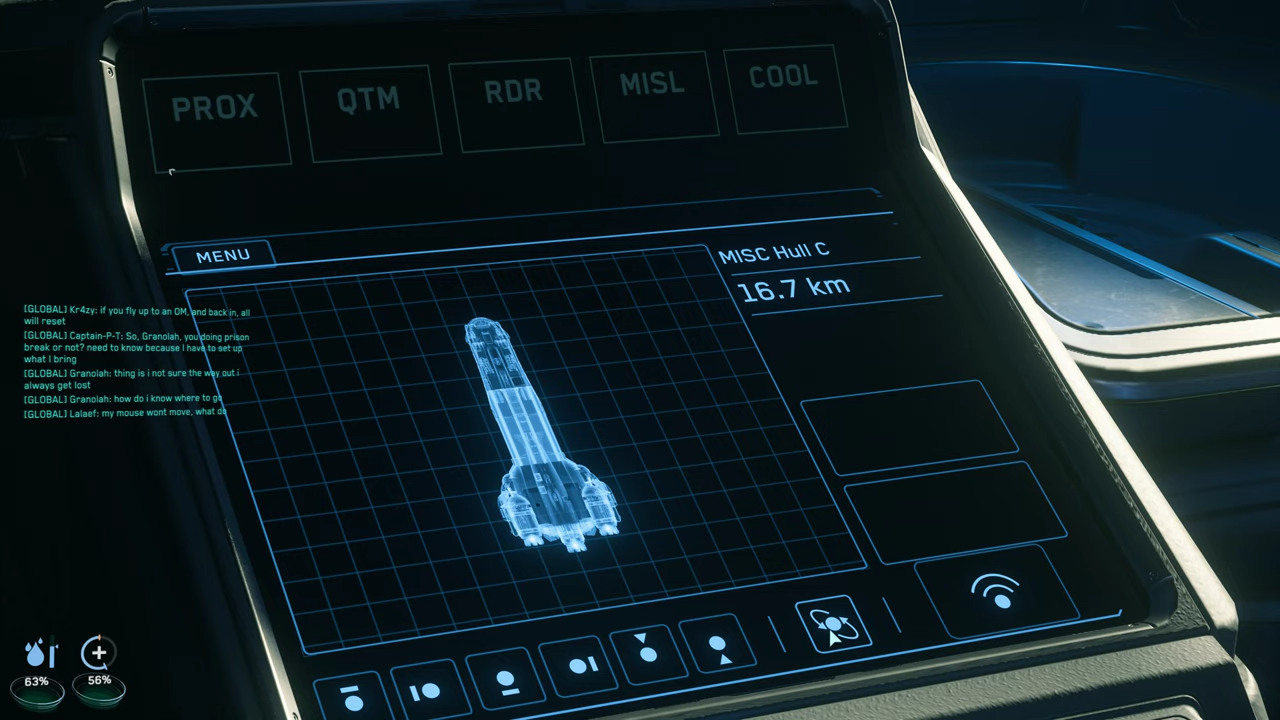 PROX QTM RDR MISL COOL
MENU
MISC Hull C
16.7 km
[GLOBAL] Kr4zy: if you fly up to an OM, and back in, all
will reset
[GLOBAL] Captain-P-T: So, Granolah, you doing prison
break or not? need to know because I have to set up
what I bring
[GLOBAL] Granolah: thing is i not sure the way out i
always get lost
[GLOBAL] Granolah: how do i know where to go
[GLOBAL] Lalaef: my mouse wont move, what do
63% 56%